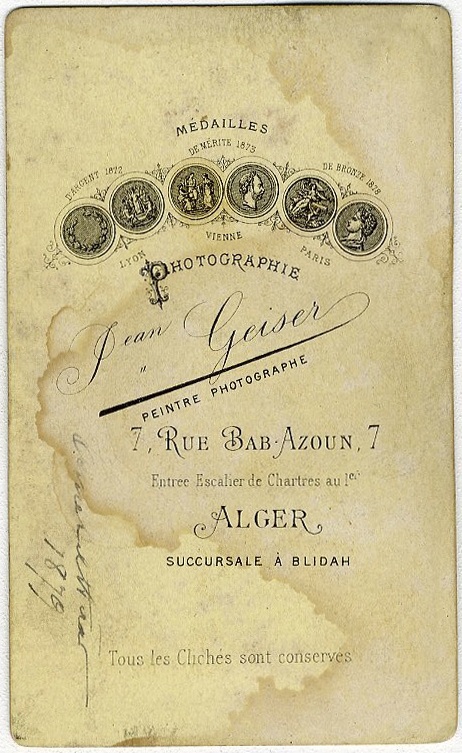 MÉDAILLES
D'ARGENT 1872 DE MÉRITE 1873 DE BRONZE 1878
LYON VIENNE PARIS
PHOTOGRAPHIE
Jean Geiser
PEINTRE PHOTOGRAPHE
7, RUE BAB-AZOUN, 7
Entrée Escalier de Chartres au 1er
ALGER
SUCCURSALE À BLIDAH
Tous les Clichés sont conservés
1879